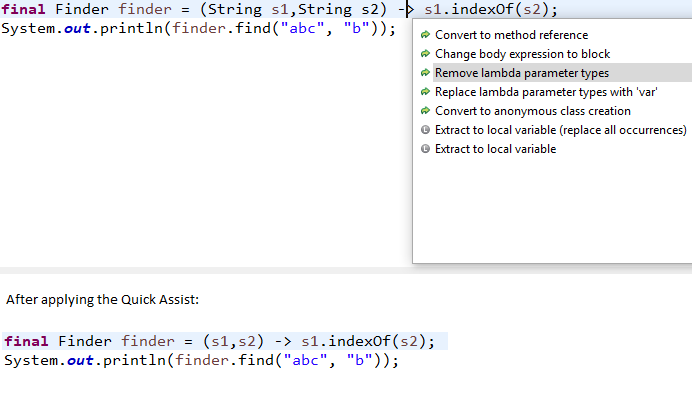 final Finder finder = (String s1,String s2) -> s1.indexOf(s2);
System.out.println(finder.find("abc", "b"));
Convert to method reference
Change body expression to block
Remove lambda parameter types
Replace lambda parameter types with 'var'
Convert to anonymous class creation
Extract to local variable (replace all occurrences)
Extract to local variable
After applying the Quick Assist:
final Finder finder = (s1,s2) -> s1.indexOf(s2);
System.out.println(finder.find("abc", "b"));